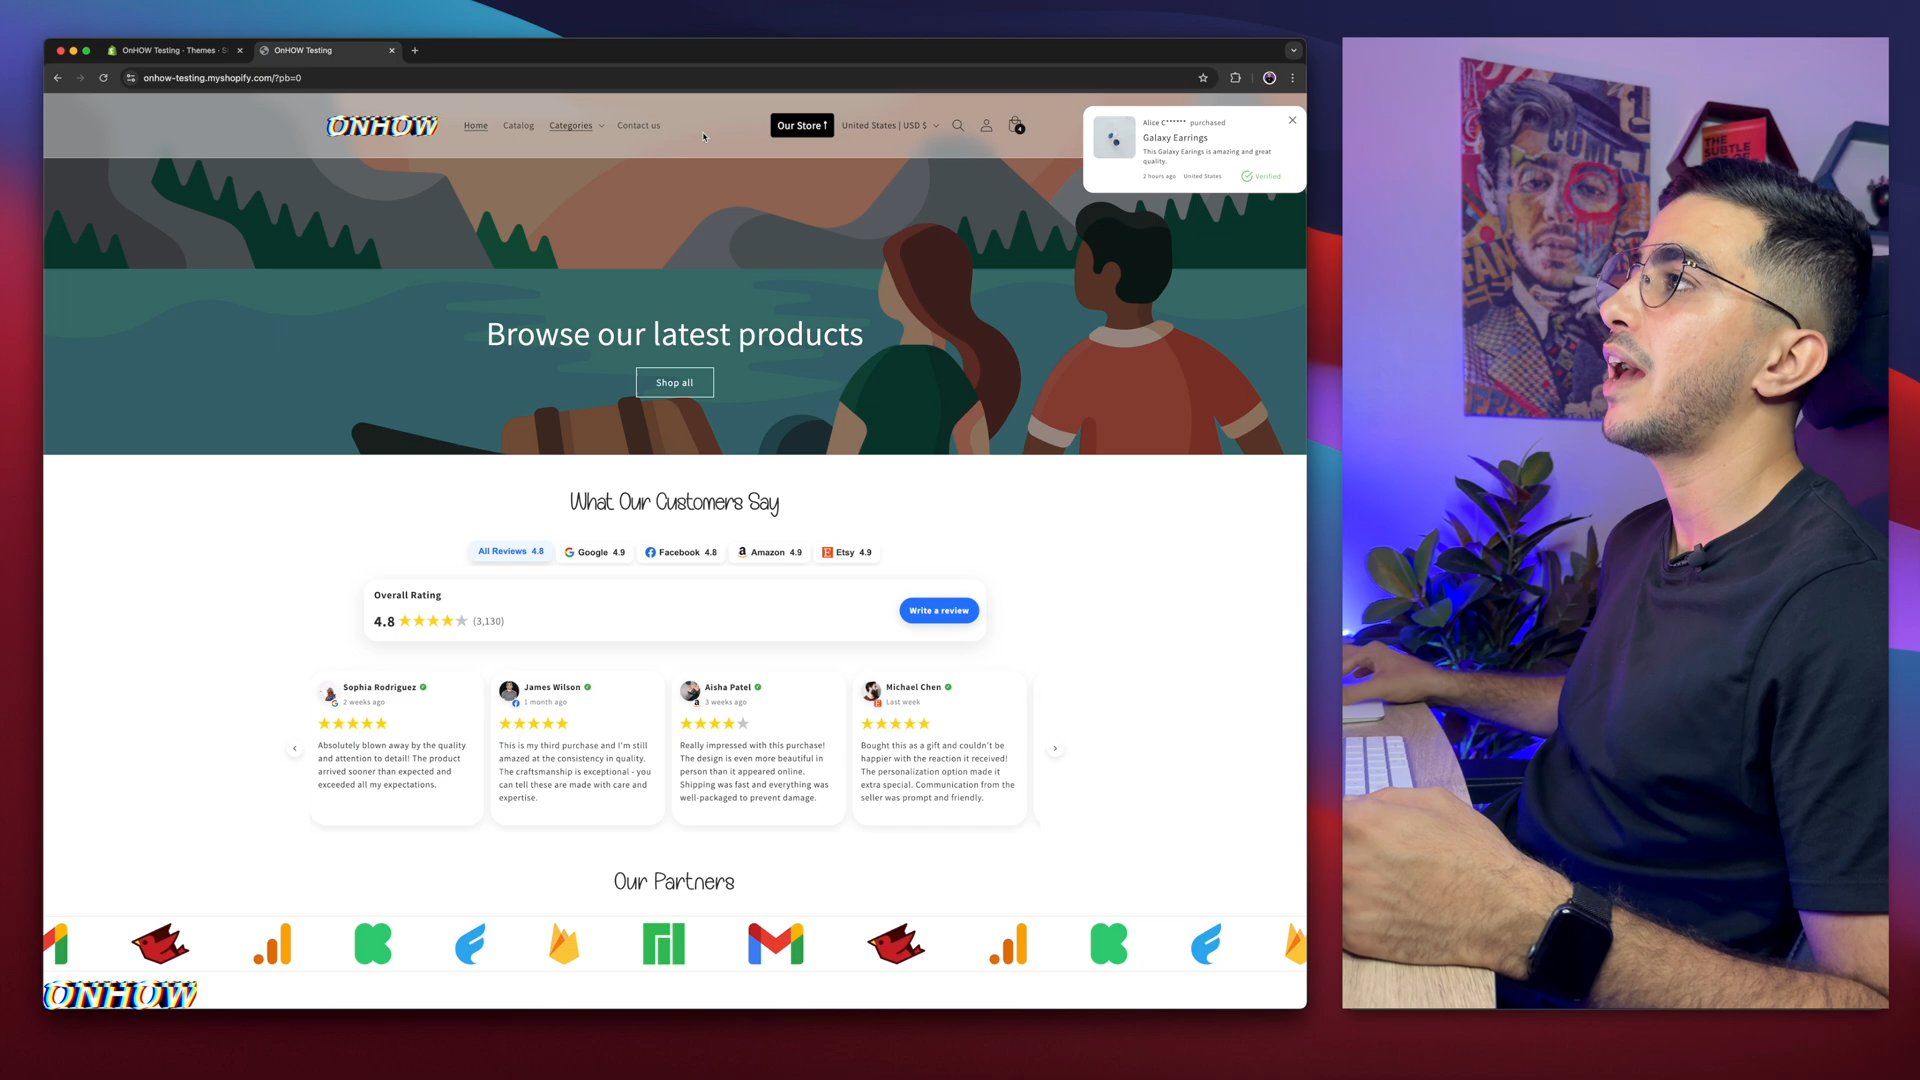 OnHOW Testing · Themes · S
OnHOW Testing
onhow-testing.myshopify.com/?pb=0
ONHOW
Home
Catalog
Categories
Contact us
Our Store
United States | USD $
4
Alice C****** purchased
Galaxy Earrings
This Galaxy Earings is amazing and great
quality.
2 hours ago
United States
Verified
Browse our latest products
Shop all
What Our Customers Say
All Reviews 4.8
Google 4.9
Facebook 4.8
Amazon 4.9
Etsy 4.9
Overall Rating
4.8
(3,130)
Write a review
Sophia Rodriguez
2 weeks ago
Absolutely blown away by the quality
and attention to detail! The product
arrived sooner than expected and
exceeded all my expectations.
James Wilson
1 month ago
This is my third purchase and I'm still
amazed at the consistency in quality.
The craftsmanship is exceptional - you
can tell these are made with care and
expertise.
Aisha Patel
3 weeks ago
Really impressed with this purchase!
The design is even more beautiful in
person than it appeared online.
Shipping was fast and everything was
well-packaged to prevent damage.
Michael Chen
Last week
Bought this as a gift and couldn't be
happier with the reaction it received!
The personalization option made it
extra special. Communication from the
seller was prompt and friendly.
Our Partners
ONHOW
COME
FAN
THE
SUBTLE